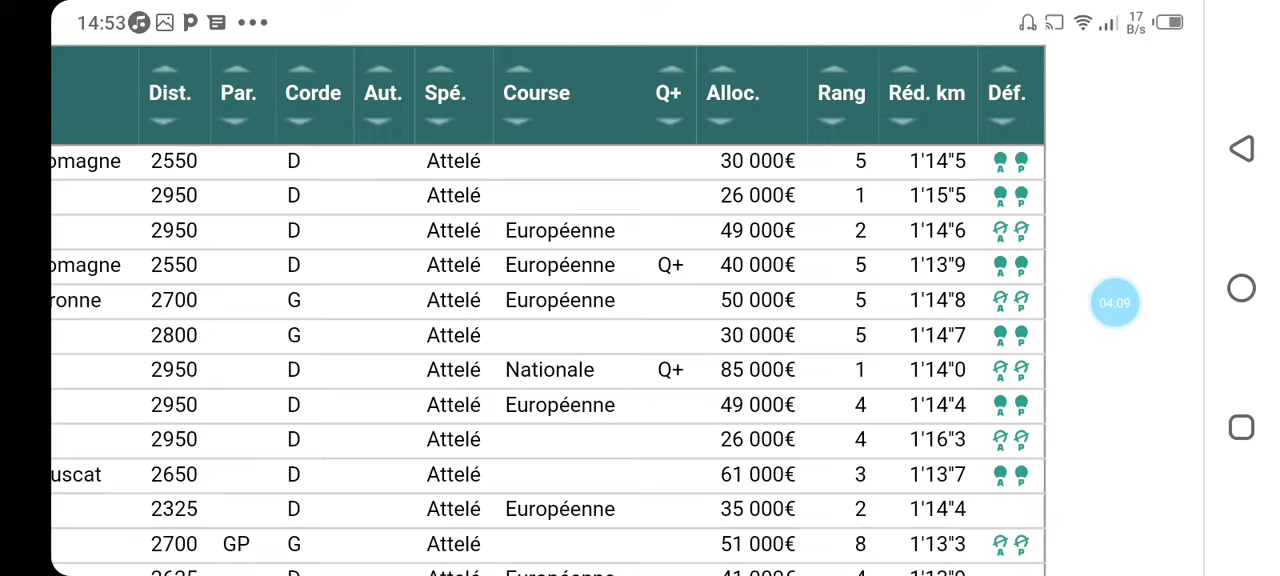 14:53 17 B/s
Dist. Par. Corde Aut. Spé. Course Q+ Alloc. Rang Réd. km Déf.
omagne 2550 D Attelé 30 000€ 5 1'14"5 A P
2950 D Attelé 26 000€ 1 1'15"5 A P
2950 D Attelé Européenne 49 000€ 2 1'14"6 A P
omagne 2550 D Attelé Européenne Q+ 40 000€ 5 1'13"9 A P
ronne 2700 G Attelé Européenne 50 000€ 5 1'14"8 A P
04:09
2800 G Attelé 30 000€ 5 1'14"7 A P
2950 D Attelé Nationale Q+ 85 000€ 1 1'14"0 A P
2950 D Attelé Européenne 49 000€ 4 1'14"4 A P
2950 D Attelé 26 000€ 4 1'16"3 A P
uscat 2650 D Attelé 61 000€ 3 1'13"7 A P
2325 D Attelé Européenne 35 000€ 2 1'14"4
2700 GP G Attelé 51 000€ 8 1'13"3 A P